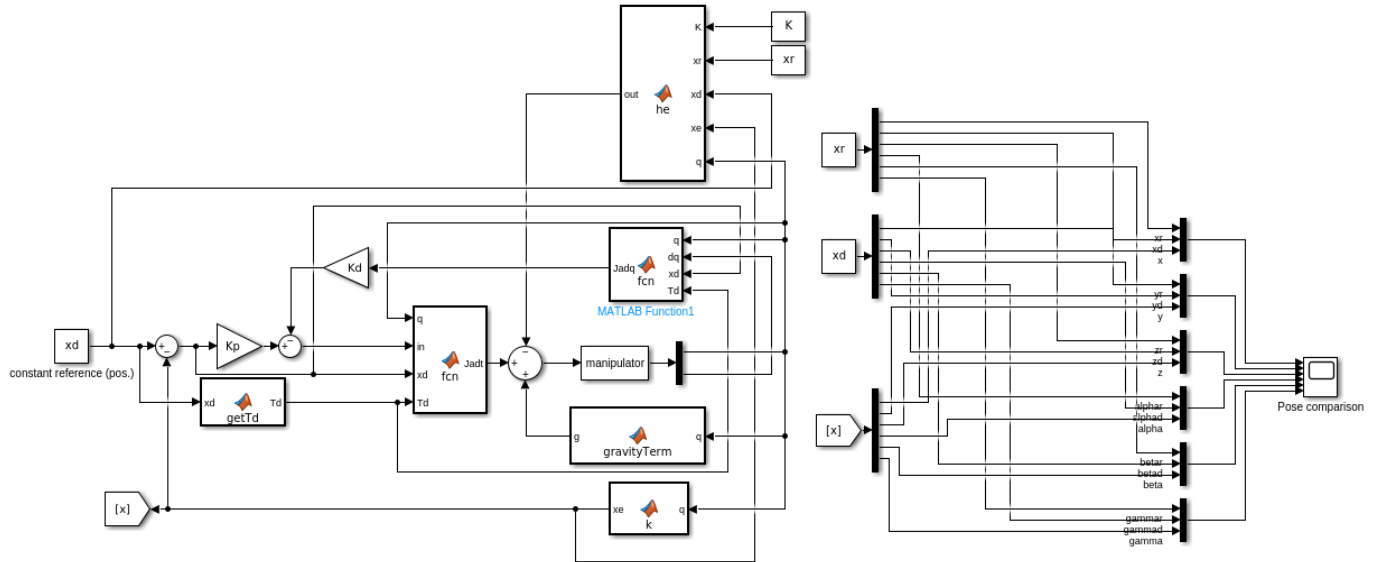 K
xr
K
xr
xd
xe
q
out
he
q
dq
xd
Td
Jadq
fcn
MATLAB Function1
Kd
xd
constant reference (pos.)
+
−
Kp
+
−
q
in
xd
Td
Jadt
fcn
xd
Td
getTd
−
+
+
manipulator
g
q
gravityTerm
[x]
xe
q
k
xr
xd
[x]
xr
xd
x
yr
yd
y
zr
zd
z
alphar
alphad
alpha
betar
betad
beta
gammar
gammad
gamma
Pose comparison